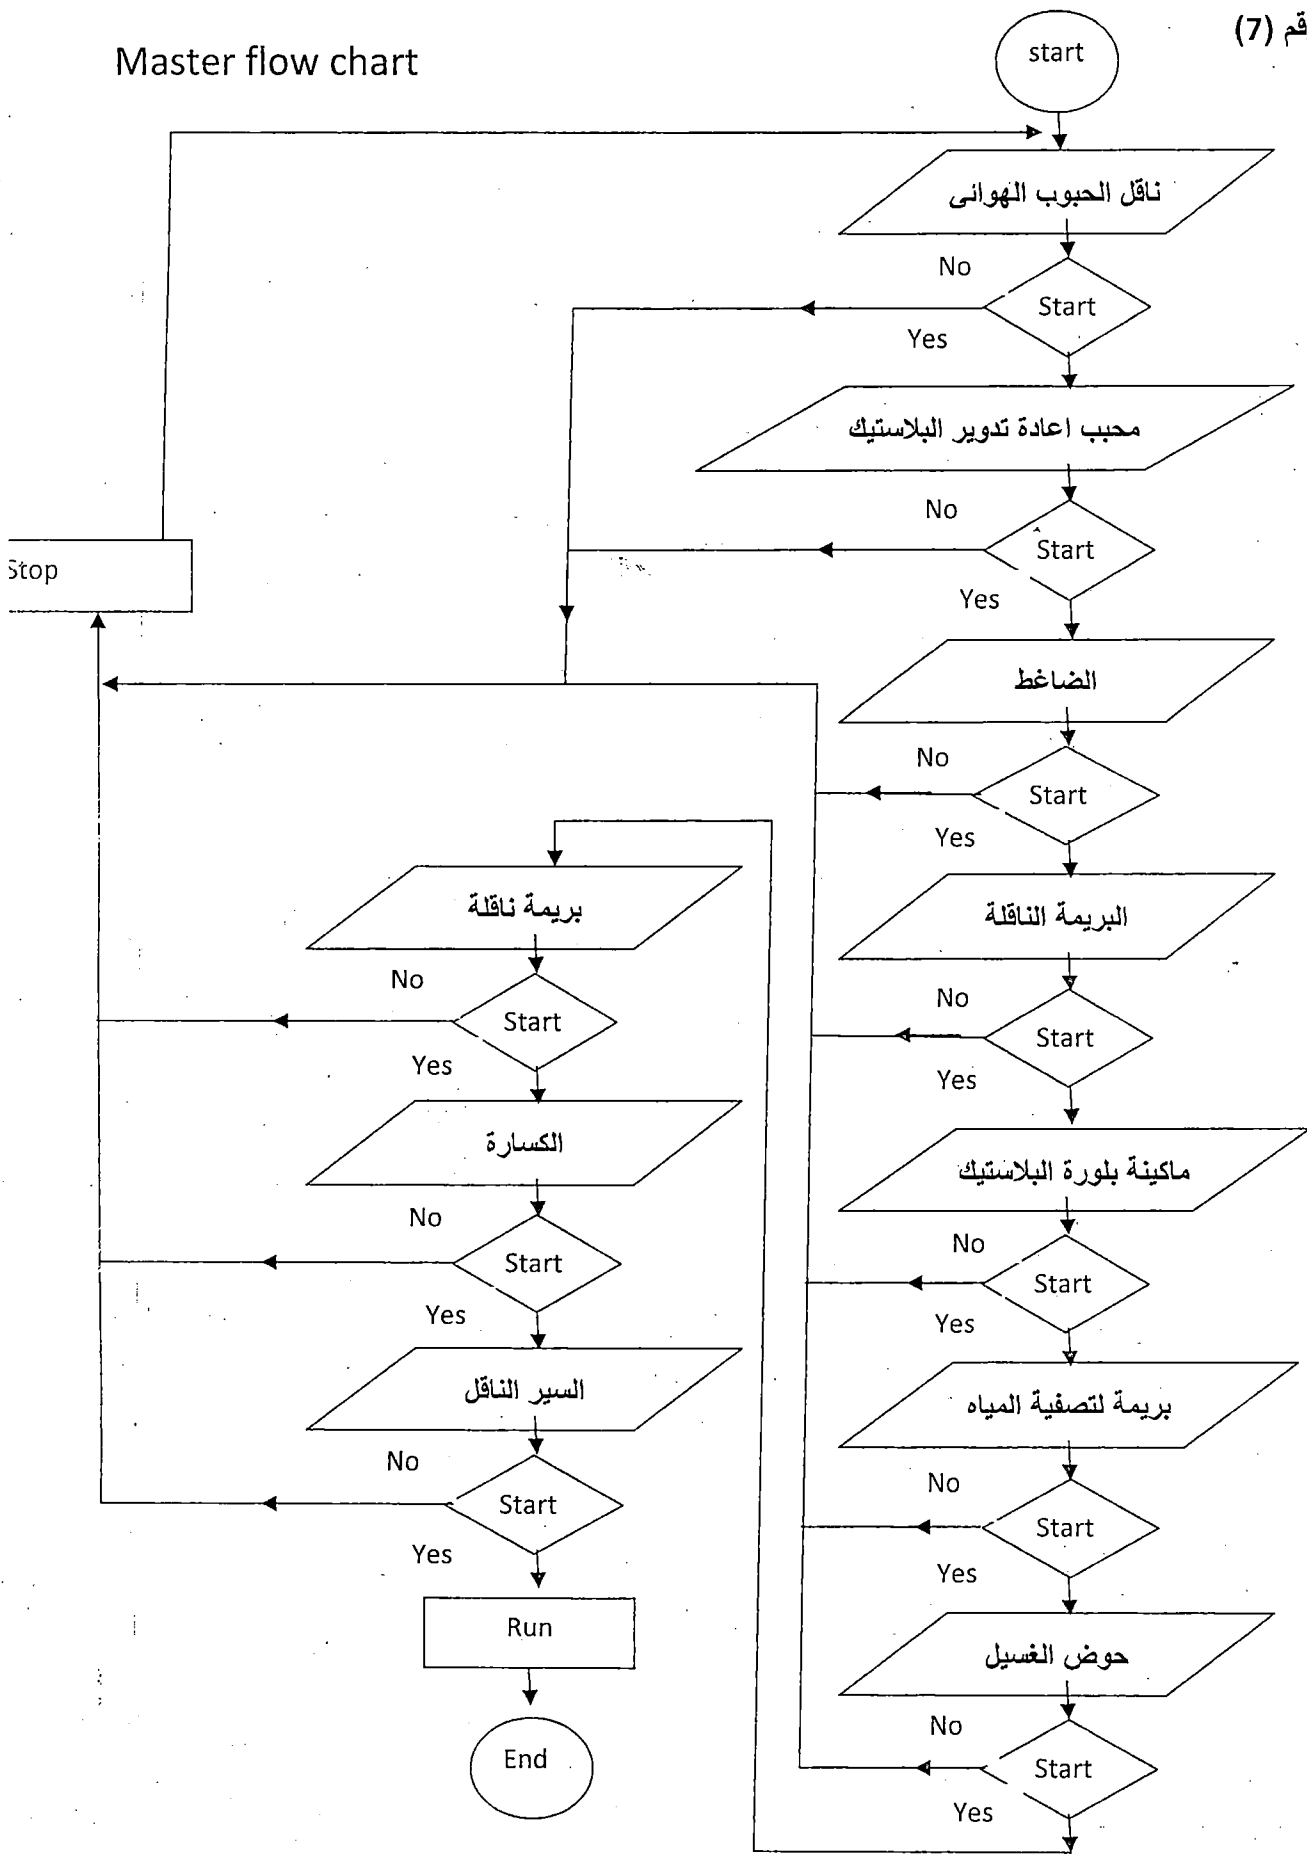 (7)
Master flow chart
start
ناقل الحبوب الهوائى
No
Start
Yes
محبب اعادة تدوير البلاستيك
No
Start
Yes
Stop
الضاغط
No
Start
Yes
البريمة الناقلة
No
Start
Yes
ماكينة بلورة البلاستيك
No
Start
Yes
بريمة لتصفية المياه
No
Start
Yes
حوض الغسيل
No
Start
Yes
بريمة ناقلة
No
Start
Yes
الكسارة
No
Start
Yes
السير الناقل
No
Start
Yes
Run
End